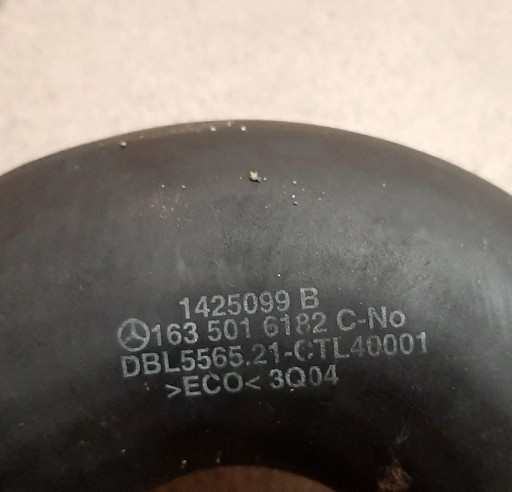 1425099 B
163 501 6182 C-No
DBL5565.21-CTL40001
>ECO< 3Q04